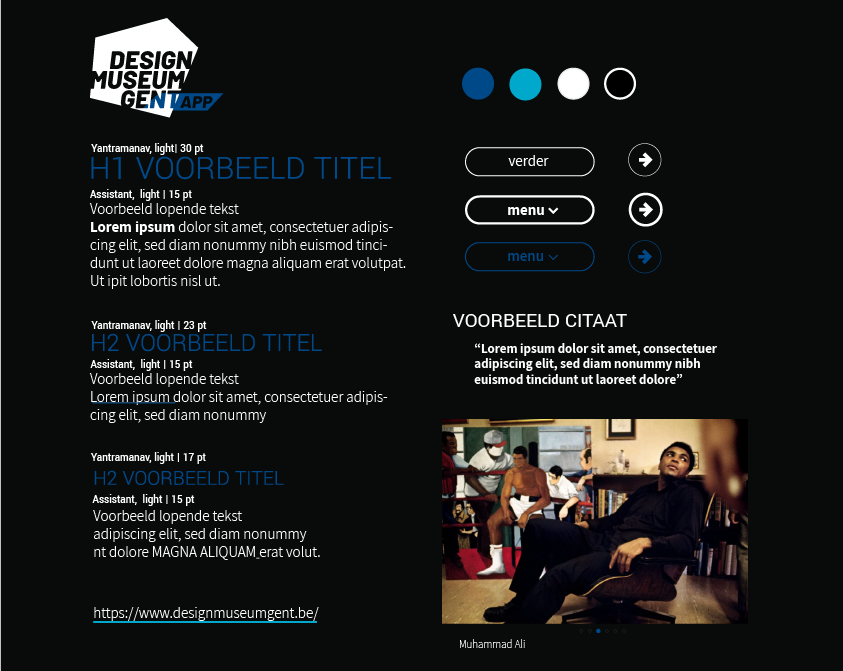 DESIGN
MUSEUM
GENT APP
Yantramanav, light| 30 pt
H1 VOORBEELD TITEL
Assistant, light | 15 pt
Voorbeeld lopende tekst
Lorem ipsum dolor sit amet, consectetuer adipis-
cing elit, sed diam nonummy nibh euismod tinci-
dunt ut laoreet dolore magna aliquam erat volutpat.
Ut ipit lobortis nisl ut.
Yantramanav, light | 23 pt
H2 VOORBEELD TITEL
Assistant, light | 15 pt
Voorbeeld lopende tekst
Lorem ipsum dolor sit amet, consectetuer adipis-
cing elit, sed diam nonummy
Yantramanav, light | 17 pt
H2 VOORBEELD TITEL
Assistant, light | 15 pt
Voorbeeld lopende tekst
adipiscing elit, sed diam nonummy
nt dolore MAGNA ALIQUAM erat volut.
https://www.designmuseumgent.be/
verder
menu
menu
VOORBEELD CITAAT
“Lorem ipsum dolor sit amet, consectetuer
adipiscing elit, sed diam nonummy nibh
euismod tincidunt ut laoreet dolore”
Muhammad Ali